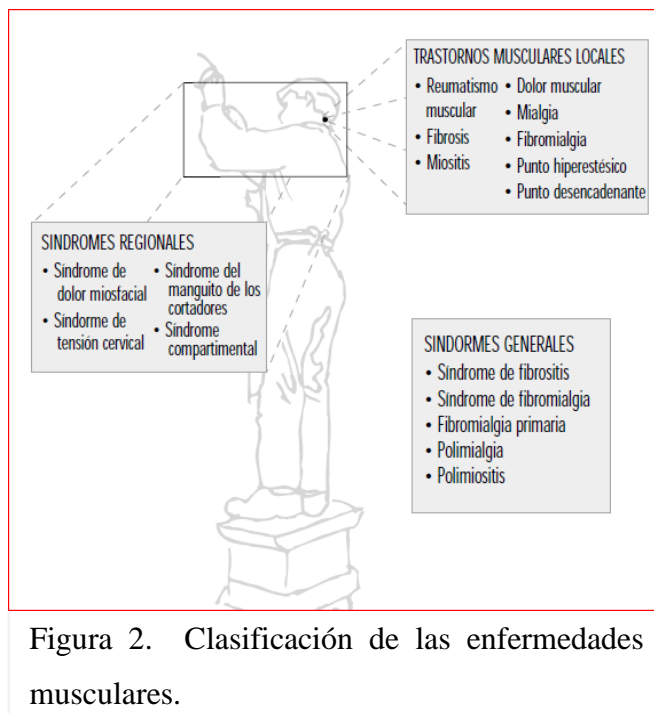 TRASTORNOS MUSCULARES LOCALES
• Reumatismo
muscular
• Fibrosis
• Miositis
• Dolor muscular
• Mialgia
• Fibromialgia
• Punto hiperestésico
• Punto desencadenante
SINDROMES REGIONALES
• Síndrome de
dolor miosfacial
• Síndorme de
tensión cervical
• Síndrome del
manguito de los
cortadores
• Síndrome
compartimental
SINDORMES GENERALES
• Síndrome de fibrositis
• Síndrome de fibromialgia
• Fibromialgia primaria
• Polimialgia
• Polimiositis
Figura 2. Clasificación de las enfermedades
musculares.